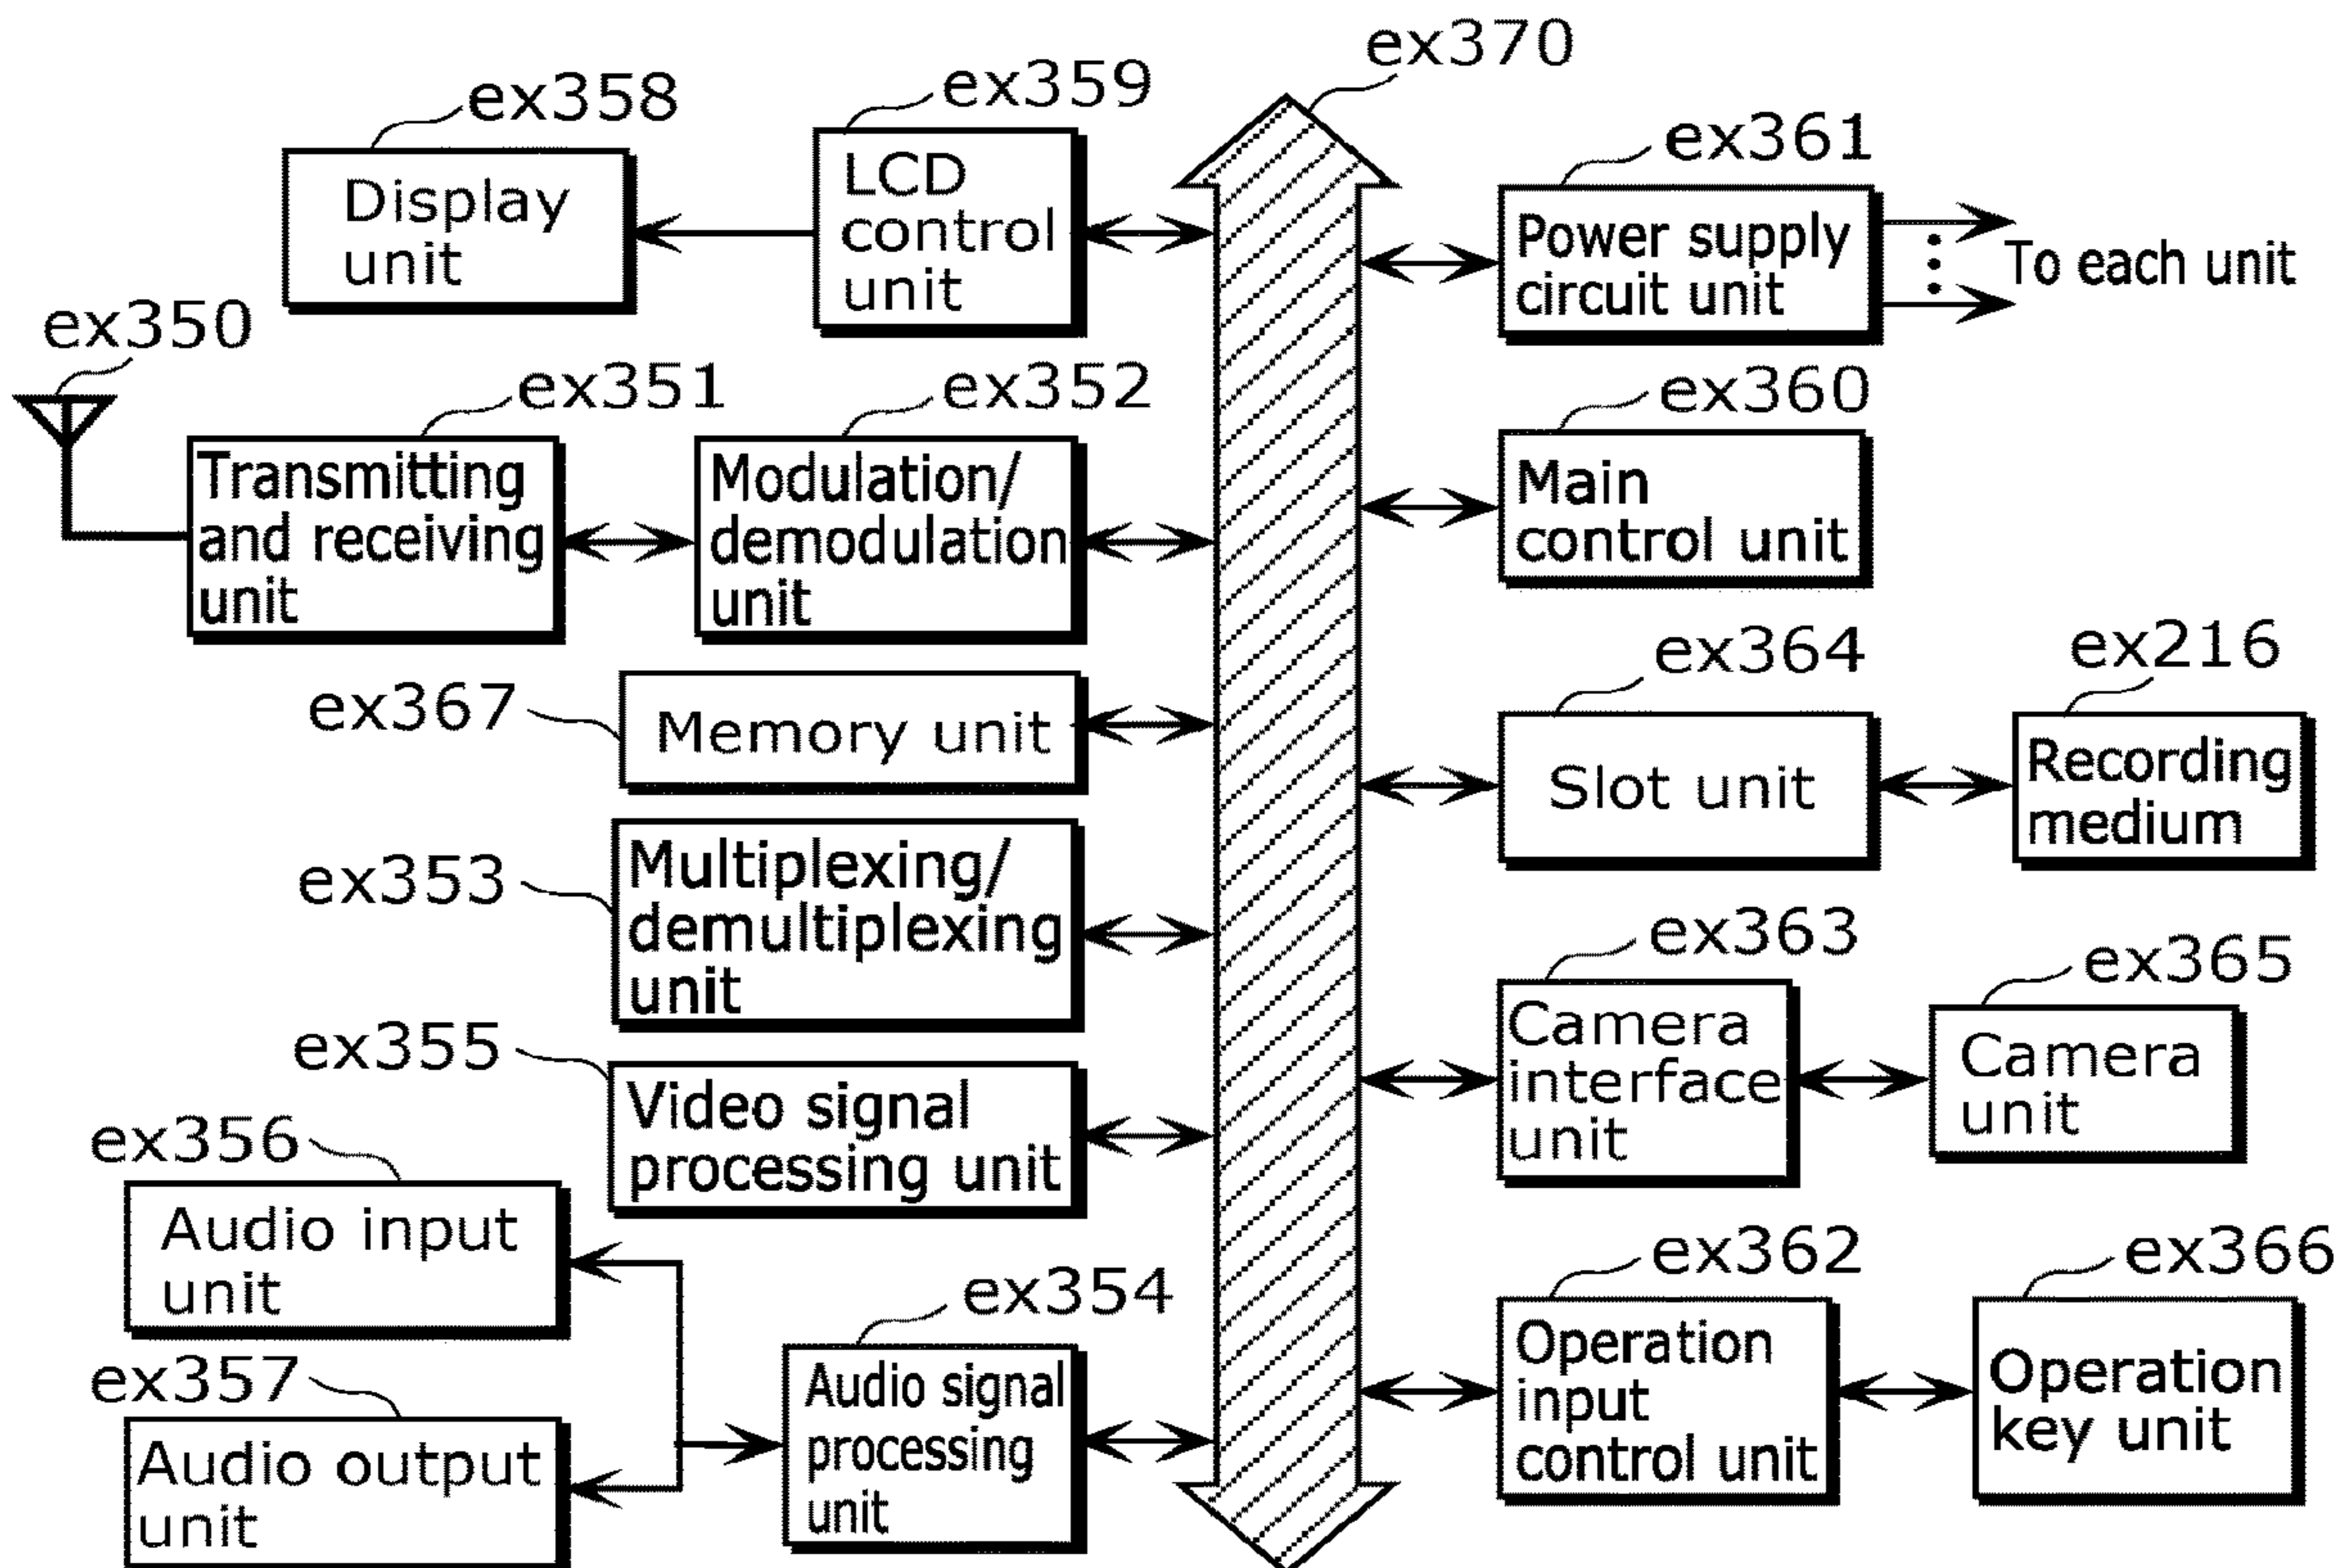 ex370
ex358
ex359
ex361
Display
unit
LCD
control
unit
Power supply
circuit unit
To each unit
ex350
ex351
ex352
ex360
Transmitting
and receiving
unit
Modulation/
demodulation
unit
Main
control unit
ex367
Memory unit
ex364
ex216
Slot unit
Recording
medium
ex353
Multiplexing/
demultiplexing
unit
ex363
ex365
Camera
interface
unit
Camera
unit
ex355
Video signal
processing unit
ex356
Audio input
unit
ex362
ex366
ex354
Operation
input
control unit
Operation
key unit
ex357
Audio output
unit
Audio signal
processing
unit